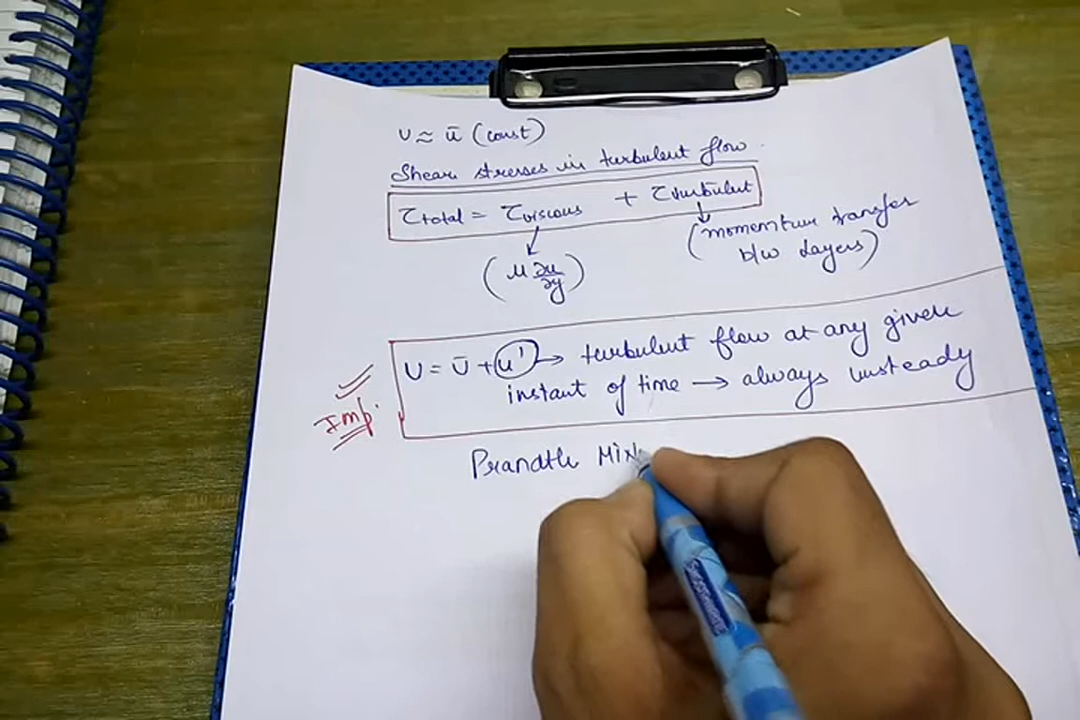 U ≈ ū (const)
Shear stresses in turbulent flow.
τtotal = τviscous + τturbulent
(μ ∂u/∂y)
(momentum transfer
b/w layers)
U = Ū + u' → turbulent flow at any given
instant of time → always unsteady
Imp.
Prandtle Mix